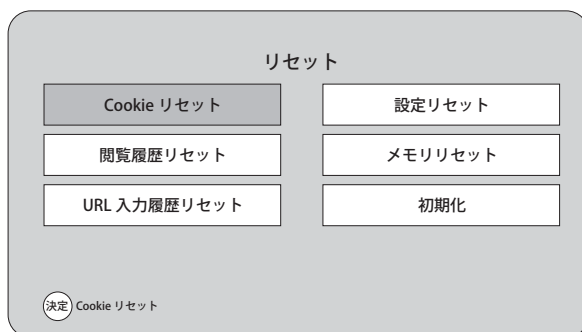 リセット
Cookie リセット
設定リセット
閲覧履歴リセット
メモリリセット
URL 入力履歴リセット
初期化
決定 Cookie リセット